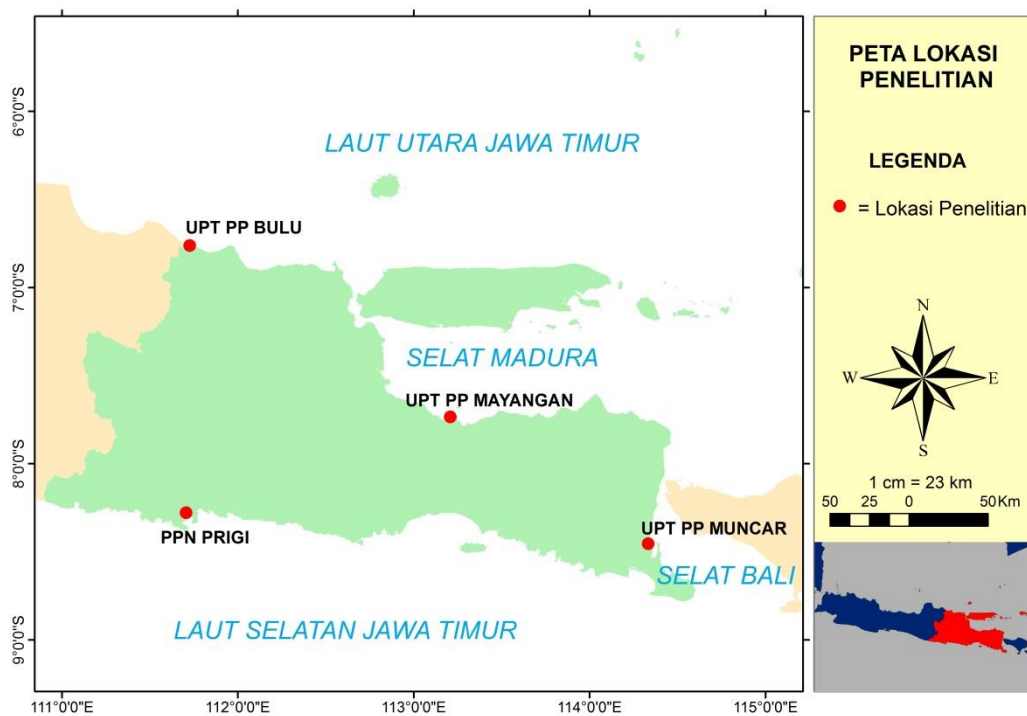 6°0'0"S
7°0'0"S
8°0'0"S
9°0'0"S
111°0'0"E
112°0'0"E
113°0'0"E
114°0'0"E
115°0'0"E
LAUT UTARA JAWA TIMUR
UPT PP BULU
SELAT MADURA
UPT PP MAYANGAN
PPN PRIGI
UPT PP MUNCAR
SELAT BALI
LAUT SELATAN JAWA TIMUR
PETA LOKASI
PENELITIAN
LEGENDA
= Lokasi Penelitian
N
W
E
S
1 cm = 23 km
50 25 0 50 Km